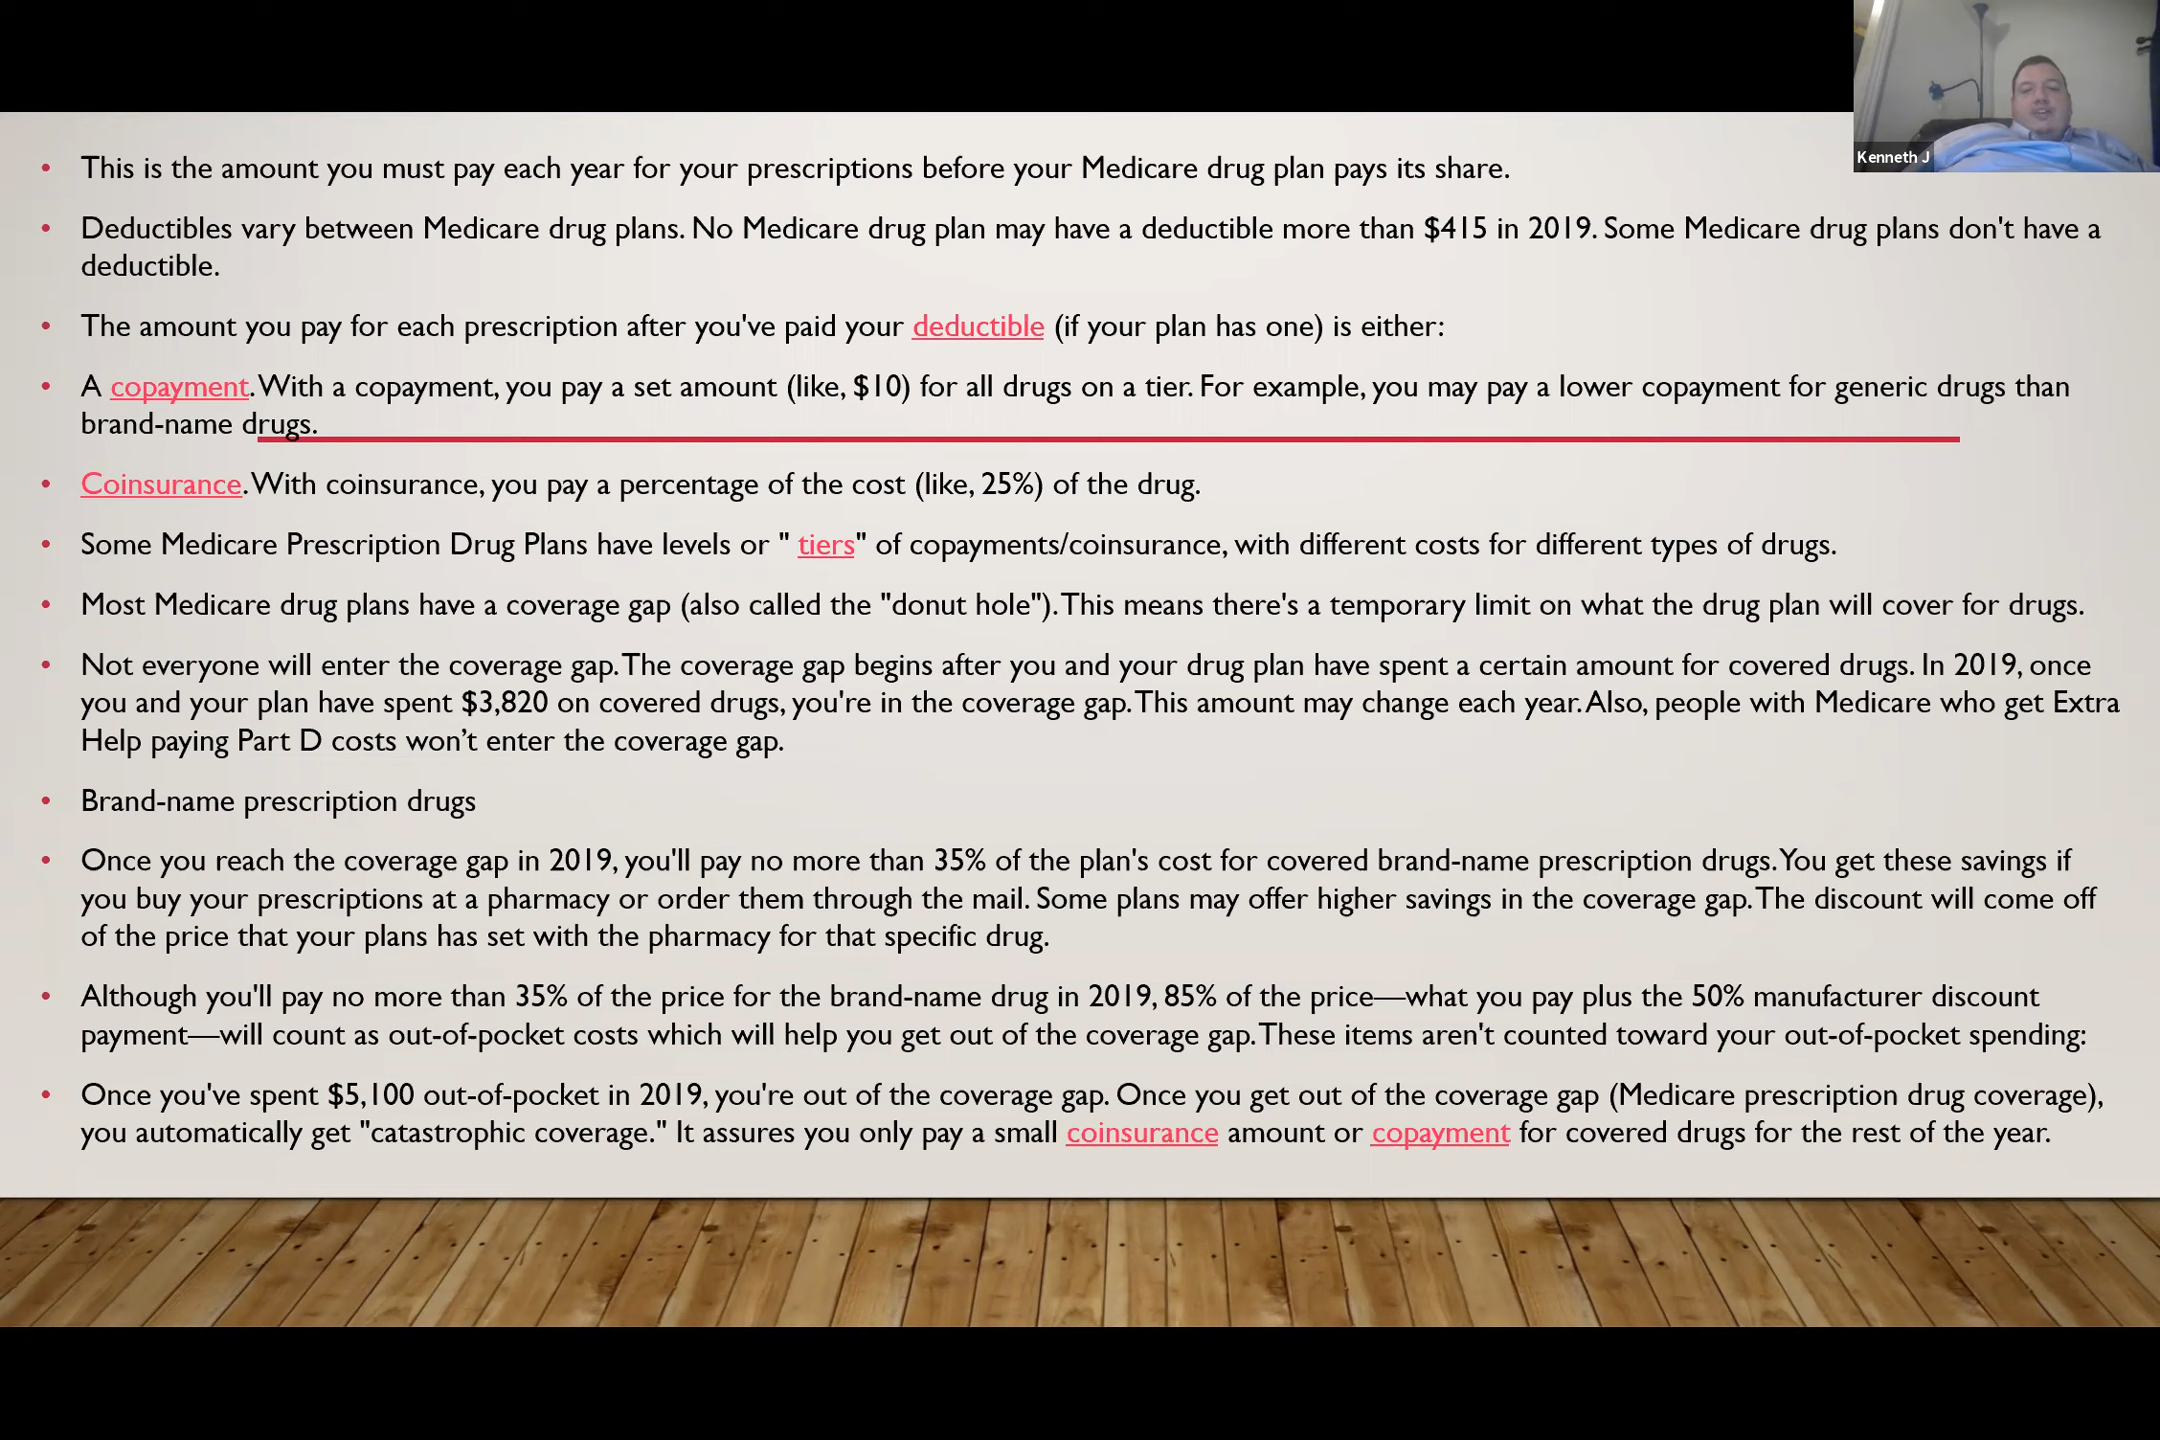 Kenneth J
This is the amount you must pay each year for your prescriptions before your Medicare drug plan pays its share.
Deductibles vary between Medicare drug plans. No Medicare drug plan may have a deductible more than $415 in 2019. Some Medicare drug plans don't have a
deductible.
The amount you pay for each prescription after you've paid your deductible (if your plan has one) is either:
A copayment. With a copayment, you pay a set amount (like, $10) for all drugs on a tier. For example, you may pay a lower copayment for generic drugs than
brand-name drugs.
Coinsurance. With coinsurance, you pay a percentage of the cost (like, 25%) of the drug.
Some Medicare Prescription Drug Plans have levels or " tiers" of copayments/coinsurance, with different costs for different types of drugs.
Most Medicare drug plans have a coverage gap (also called the "donut hole"). This means there's a temporary limit on what the drug plan will cover for drugs.
Not everyone will enter the coverage gap. The coverage gap begins after you and your drug plan have spent a certain amount for covered drugs. In 2019, once
you and your plan have spent $3,820 on covered drugs, you're in the coverage gap. This amount may change each year. Also, people with Medicare who get Extra
Help paying Part D costs won’t enter the coverage gap.
Brand-name prescription drugs
Once you reach the coverage gap in 2019, you'll pay no more than 35% of the plan's cost for covered brand-name prescription drugs. You get these savings if
you buy your prescriptions at a pharmacy or order them through the mail. Some plans may offer higher savings in the coverage gap. The discount will come off
of the price that your plans has set with the pharmacy for that specific drug.
Although you'll pay no more than 35% of the price for the brand-name drug in 2019, 85% of the price—what you pay plus the 50% manufacturer discount
payment—will count as out-of-pocket costs which will help you get out of the coverage gap. These items aren't counted toward your out-of-pocket spending:
Once you've spent $5,100 out-of-pocket in 2019, you're out of the coverage gap. Once you get out of the coverage gap (Medicare prescription drug coverage),
you automatically get "catastrophic coverage." It assures you only pay a small coinsurance amount or copayment for covered drugs for the rest of the year.